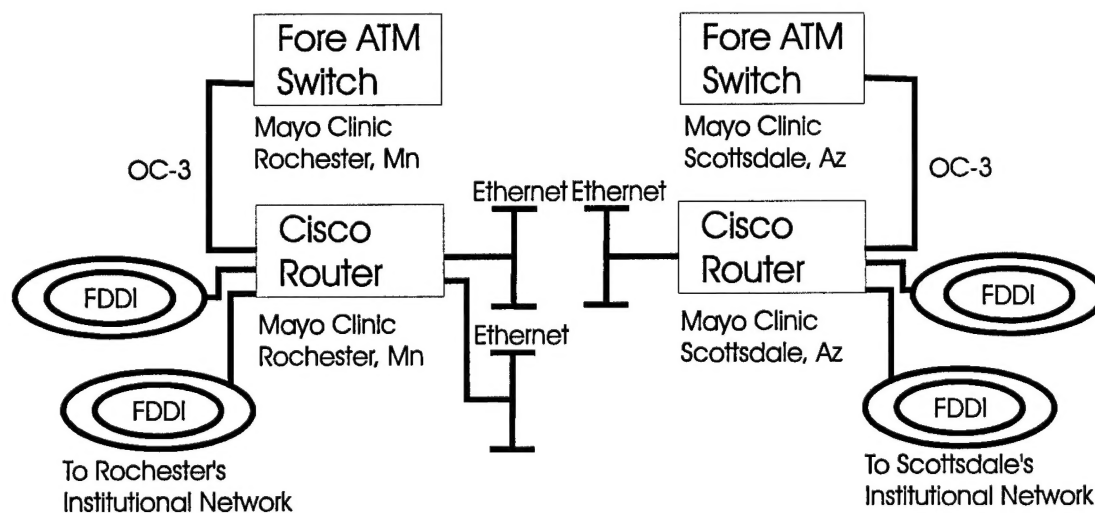 Fore ATM
Switch
Mayo Clinic
Rochester, Mn
OC-3
Ethernet
Cisco
Router
Mayo Clinic
Rochester, Mn
FDDI
FDDI
Ethernet
To Rochester's
Institutional Network
Fore ATM
Switch
Mayo Clinic
Scottsdale, Az
OC-3
Ethernet
Cisco
Router
Mayo Clinic
Scottsdale, Az
FDDI
FDDI
To Scottsdale's
Institutional Network